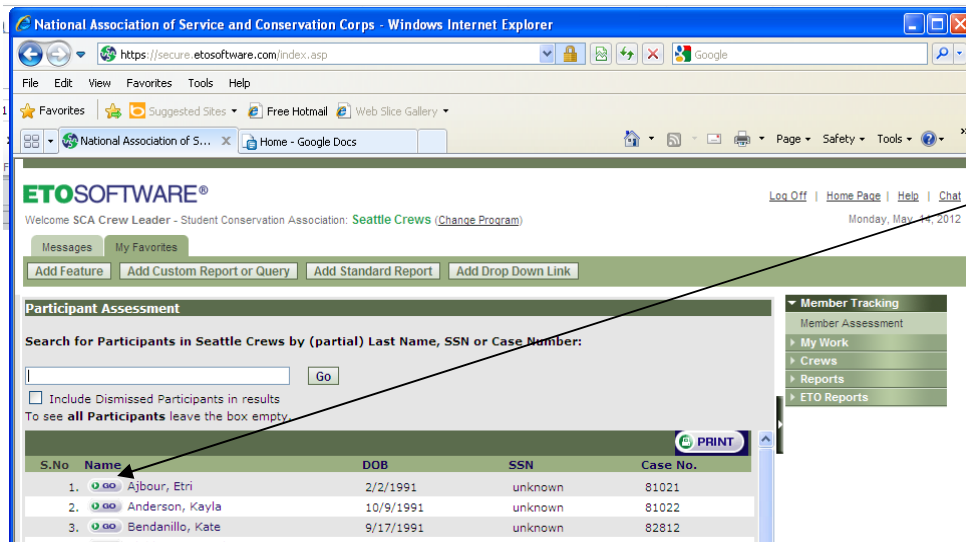 National Association of Service and Conservation Corps - Windows Internet Explorer
https://secure.etosoftware.com/index.asp
Google
File Edit View Favorites Tools Help
Favorites Suggested Sites Free Hotmail Web Slice Gallery
National Association of S... Home - Google Docs Page Safety Tools
ETOSOFTWARE®
Log Off | Home Page | Help | Chat
Welcome SCA Crew Leader - Student Conservation Association: Seattle Crews (Change Program)
Monday, May 14, 2012
Messages My Favorites
Add Feature Add Custom Report or Query Add Standard Report Add Drop Down Link
Participant Assessment
Search for Participants in Seattle Crews by (partial) Last Name, SSN or Case Number:
Go
Include Dismissed Participants in results
To see all Participants leave the box empty.
PRINT
S.No Name DOB SSN Case No.
1. GO Ajbour, Etri 2/2/1991 unknown 81021
2. GO Anderson, Kayla 10/9/1991 unknown 81022
3. GO Bendanillo, Kate 9/17/1991 unknown 82812
Member Tracking
Member Assessment
My Work
Crews
Reports
ETO Reports